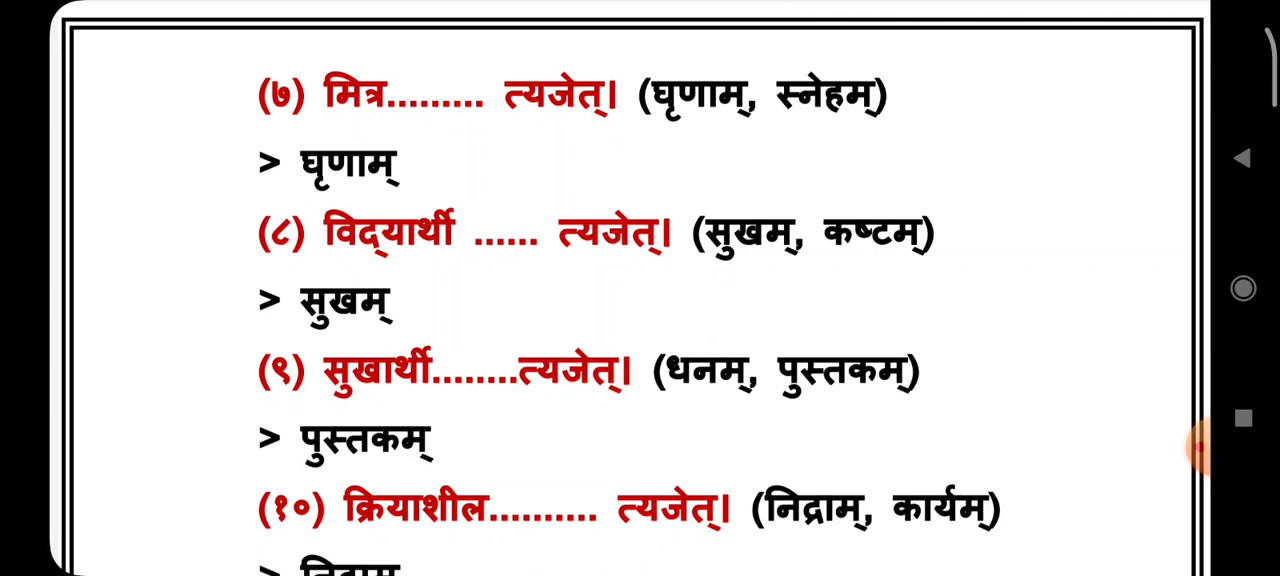 (७) मित्र......... त्यजेत्। (घृणाम्, स्नेहम्)
> घृणाम्
(८) विद्‌यार्थी ...... त्यजेत्। (सुखम्, कष्टम्)
> सुखम्
(९) सुखार्थी........त्यजेत्। (धनम्, पुस्तकम्)
> पुस्तकम्
(१०) क्रियाशील.......... त्यजेत्। (निद्राम्, कार्यम्)
> निद्राम्